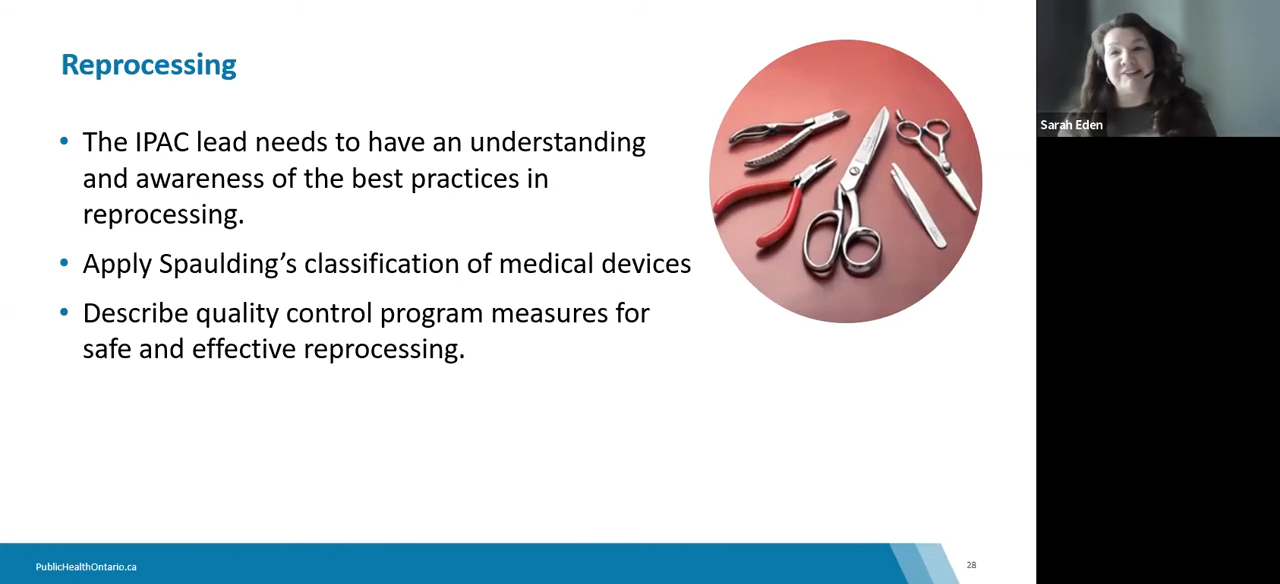 Reprocessing
• The IPAC lead needs to have an understanding
and awareness of the best practices in
reprocessing.
• Apply Spaulding’s classification of medical devices
• Describe quality control program measures for
safe and effective reprocessing.
PublicHealthOntario.ca
28
Sarah Eden